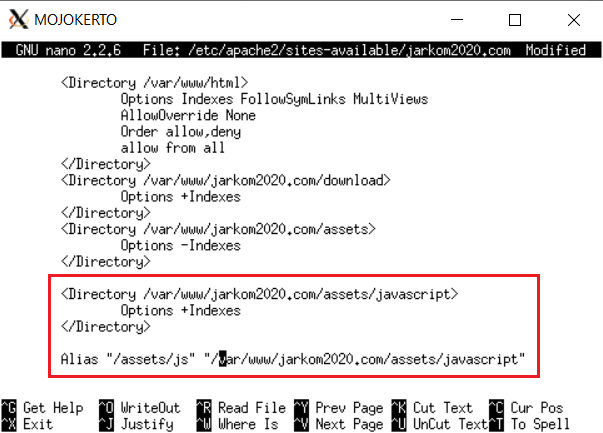 MOJOKERTO
GNU nano 2.2.6 File: /etc/apache2/sites-available/jarkom2020.com Modified
<Directory /var/www/html>
Options Indexes FollowSymLinks MultiViews
AllowOverride None
Order allow,deny
allow from all
</Directory>
<Directory /var/www/jarkom2020.com/download>
Options +Indexes
</Directory>
<Directory /var/www/jarkom2020.com/assets>
Options -Indexes
</Directory>
<Directory /var/www/jarkom2020.com/assets/javascript>
Options +Indexes
</Directory>
Alias "/assets/js" "/var/www/jarkom2020.com/assets/javascript"
^G Get Help ^O WriteOut ^R Read File ^Y Prev Page ^K Cut Text ^C Cur Pos
^X Exit ^J Justify ^W Where Is ^V Next Page ^U UnCut Text ^T To Spell